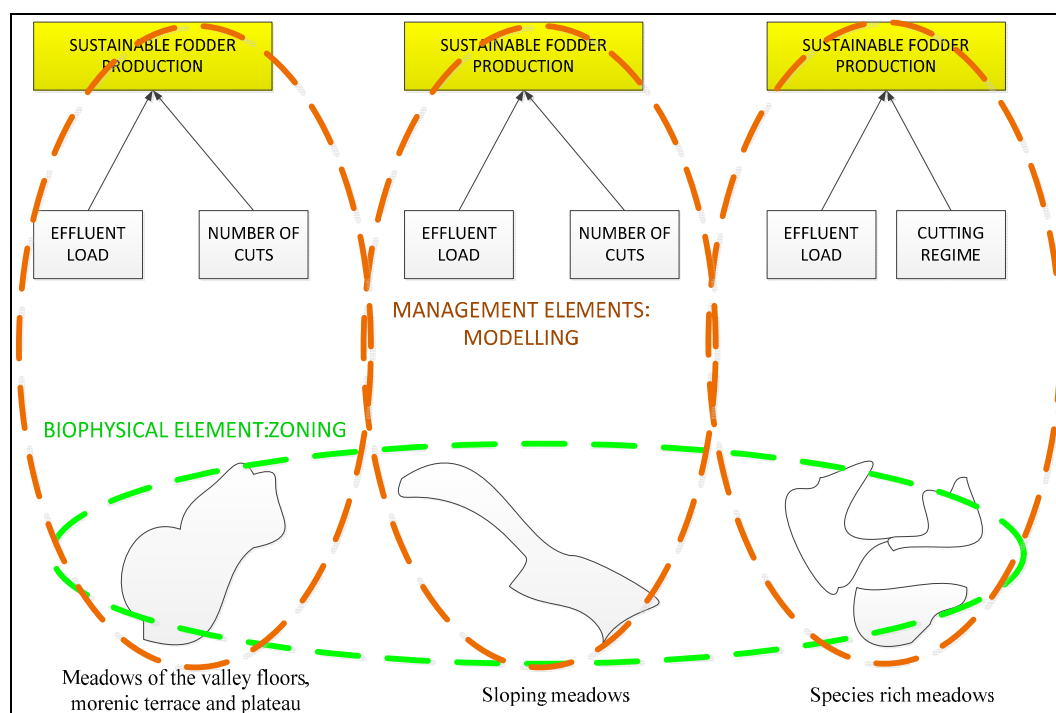 SUSTAINABLE FODDER
PRODUCTION
SUSTAINABLE FODDER
PRODUCTION
SUSTAINABLE FODDER
PRODUCTION
EFFLUENT
LOAD
NUMBER OF
CUTS
EFFLUENT
LOAD
NUMBER OF
CUTS
EFFLUENT
LOAD
CUTTING
REGIME
MANAGEMENT ELEMENTS:
MODELLING
BIOPHYSICAL ELEMENT:ZONING
Meadows of the valley floors,
morenic terrace and plateau
Sloping meadows
Species rich meadows